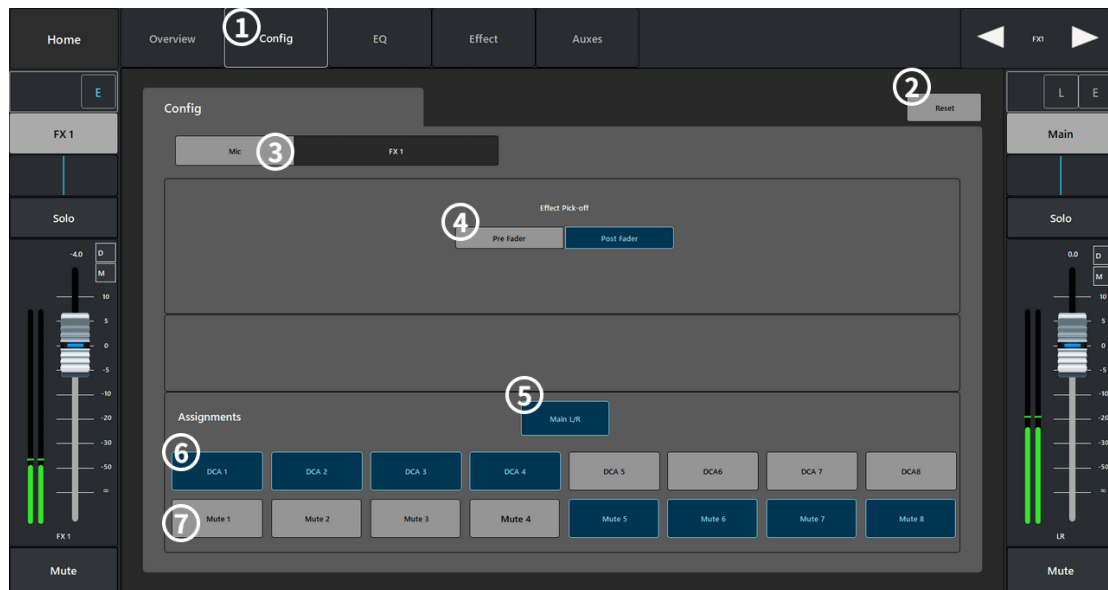 Home
Overview
1
Config
EQ
Effect
Auxes
FX1
E
FX 1
Solo
-4.0
D
M
10
5
0
-5
-10
-20
-30
-50
∞
FX 1
Mute
Config
2
Reset
Mic
3
FX 1
Effect Pick-off
4
Pre Fader
Post Fader
Assignments
5
Main L/R
6
DCA 1
DCA 2
DCA 3
DCA 4
DCA 5
DCA6
DCA 7
DCA8
7
Mute 1
Mute 2
Mute 3
Mute 4
Mute 5
Mute 6
Mute 7
Mute 8
L
E
Main
Solo
0.0
D
M
10
5
0
-5
-10
-20
-30
-50
∞
LR
Mute